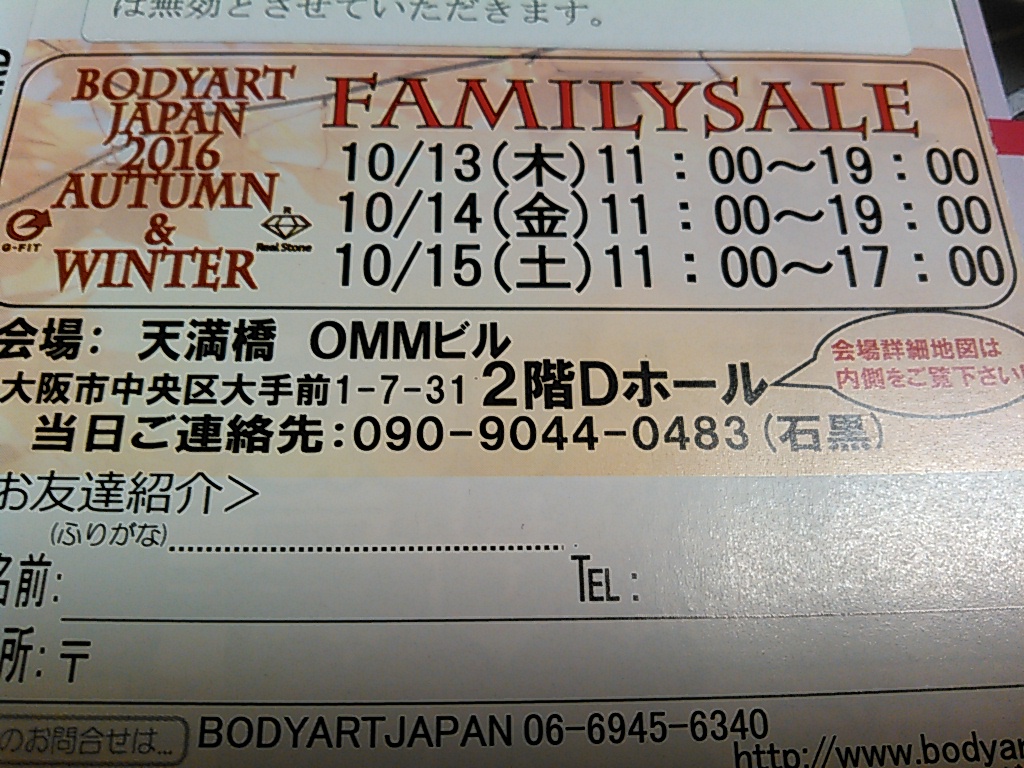 は無効とさせていただきます。
BODYART
JAPAN
2016
AUTUMN
&
WINTER
G-FIT
R
Real Stone
FAMILYSALE
10/13(木)11:00〜19:00
10/14(金)11:00〜19:00
10/15(土)11:00〜17:00
会場: 天満橋 OMMビル
大阪市中央区大手前1-7-31 2階Dホール
会場詳細地図は
内側をご覧下さい!
当日ご連絡先:090-9044-0483(石黒)
お友達紹介>
(ふりがな)
名前:
TEL:
所:〒
のお問合せは...
BODYARTJAPAN 06-6945-6340
http://www.bodyar